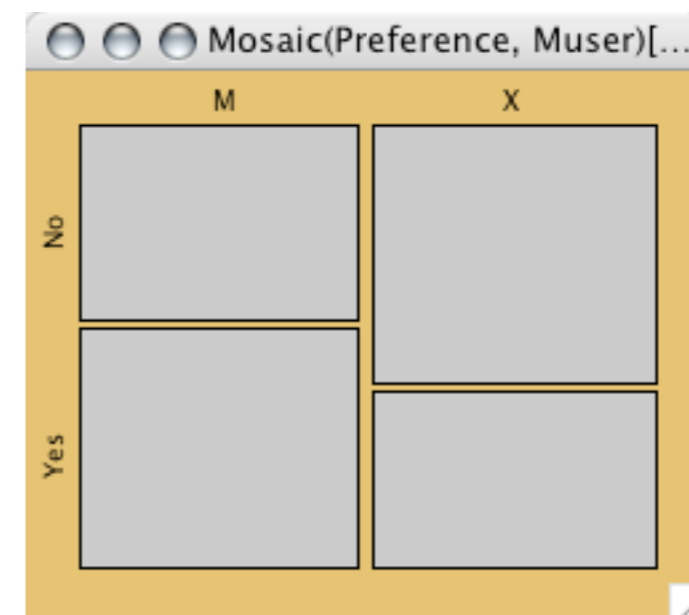 Mosaic(Preference, Muser)[...
M X
No
Yes